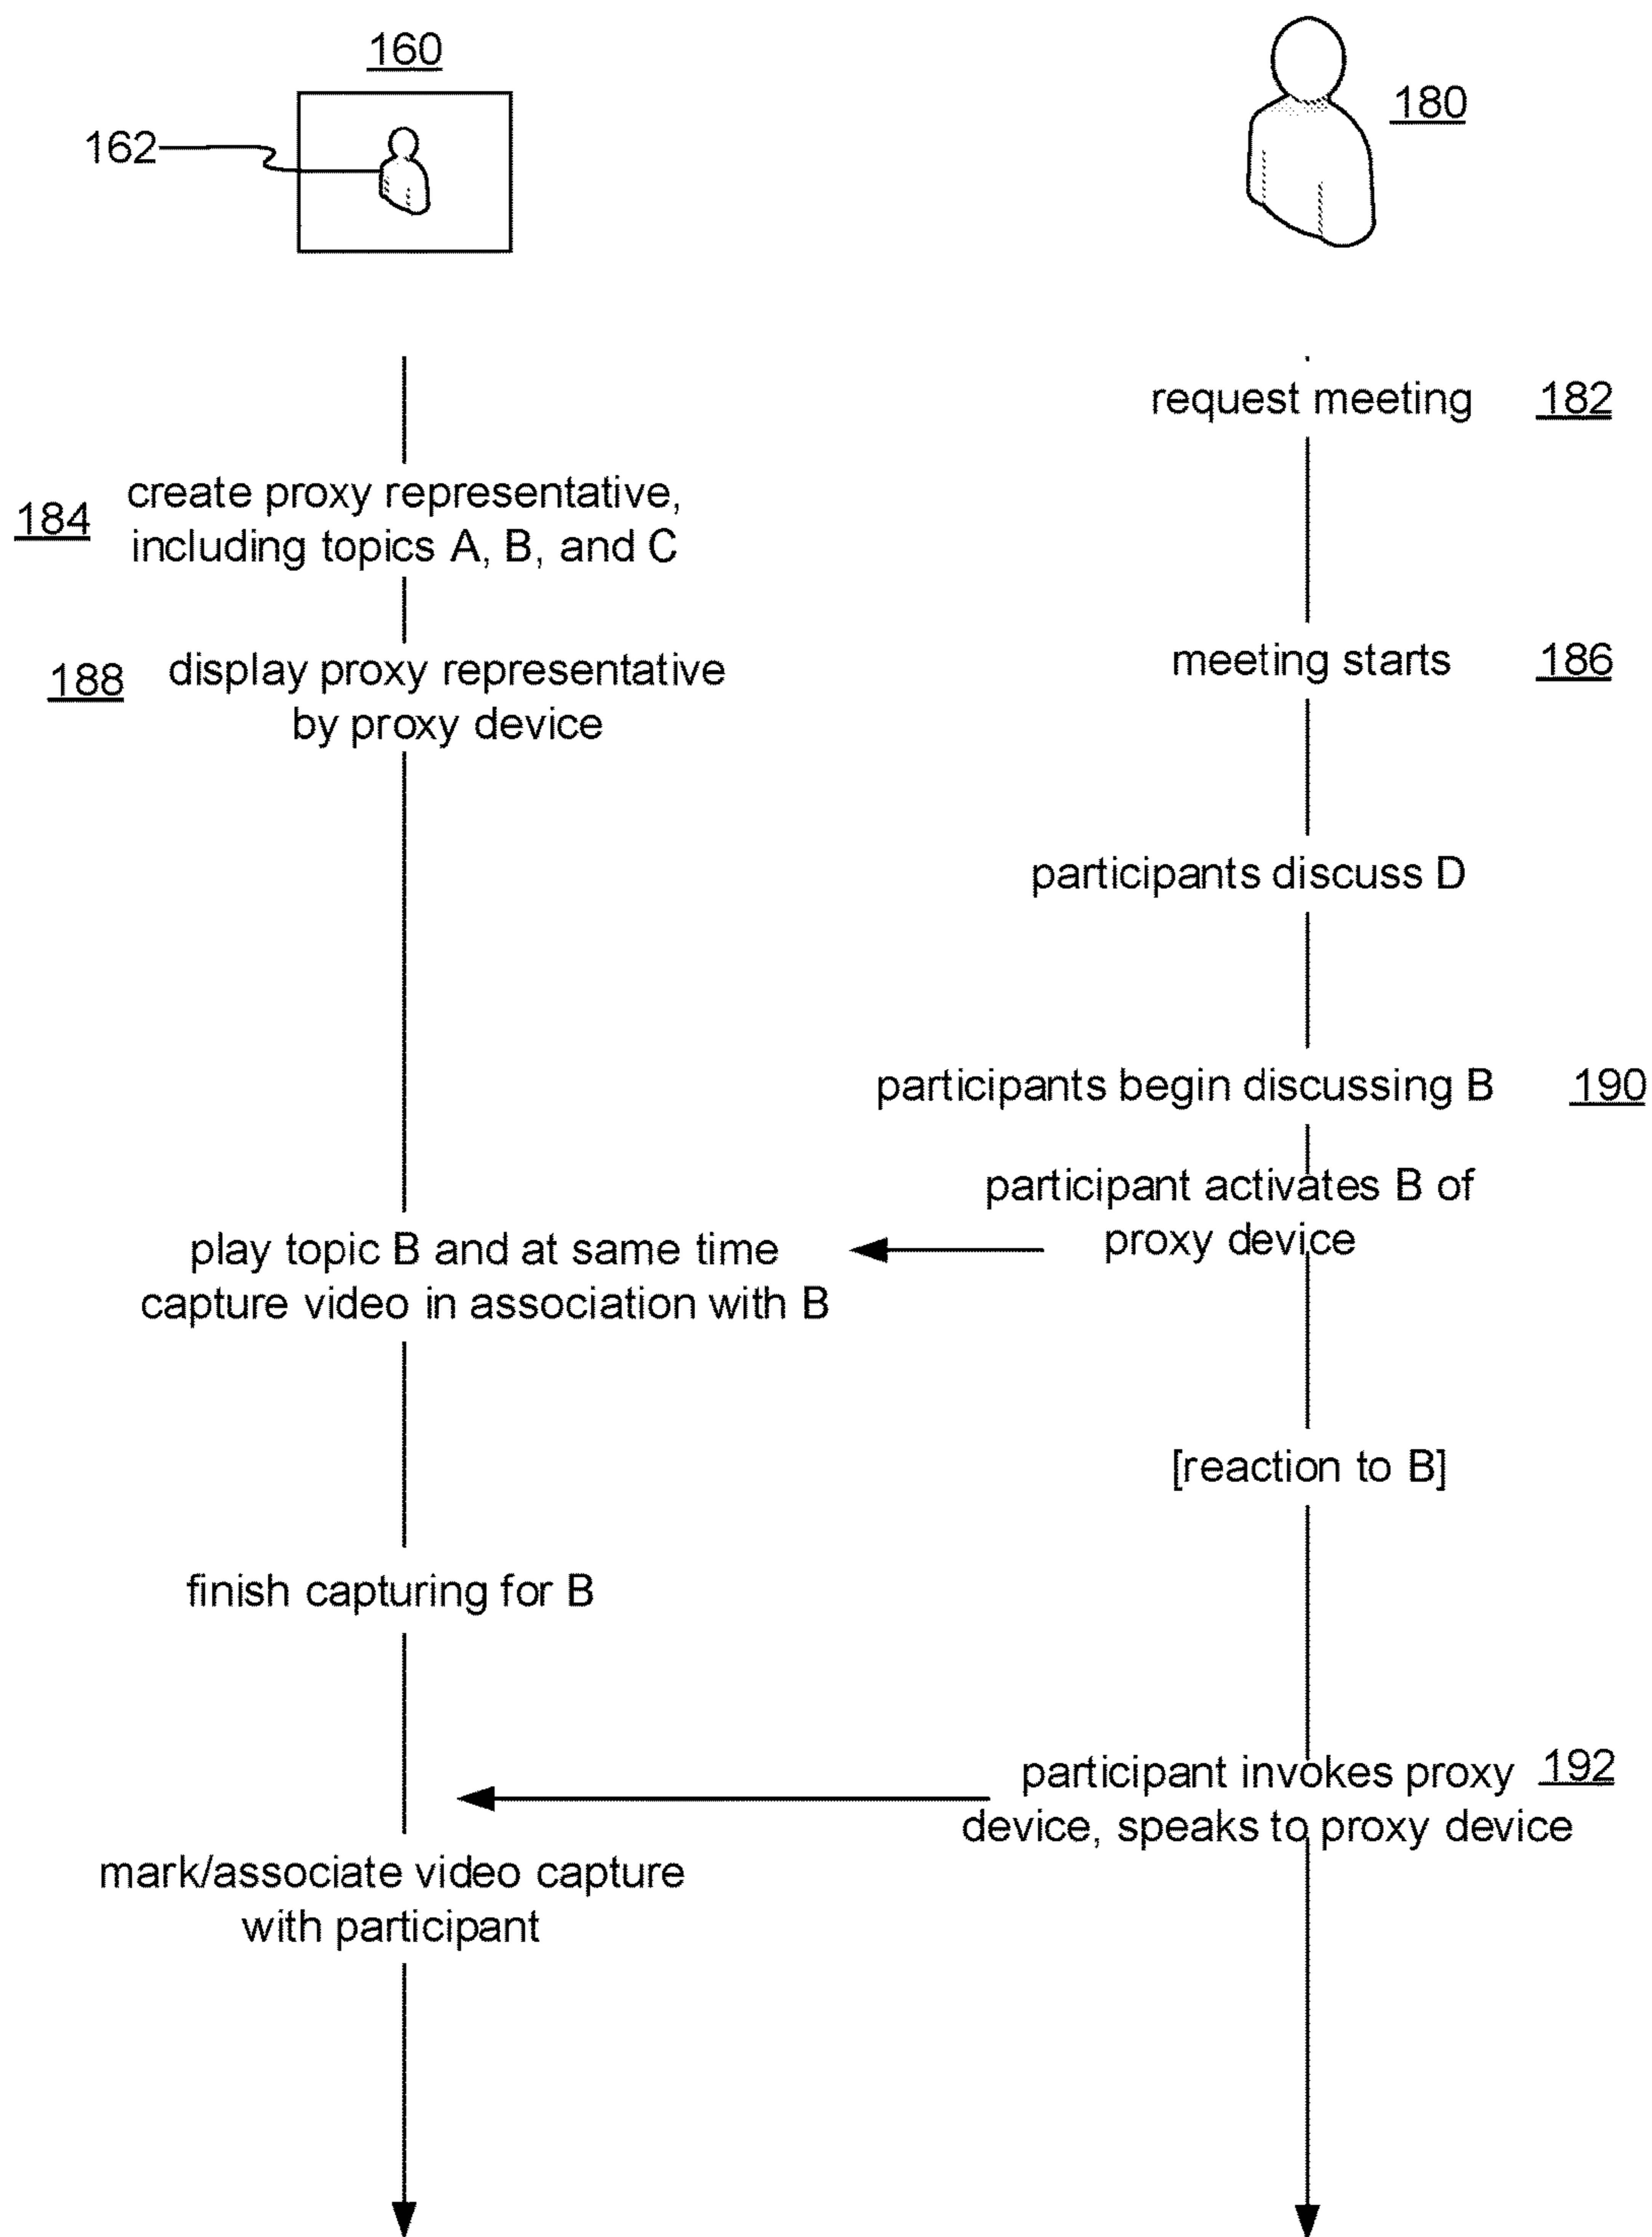 160
180
162
request meeting 182
184 create proxy representative,
including topics A, B, and C
188 display proxy representative
by proxy device
meeting starts 186
participants discuss D
participants begin discussing B 190
participant activates B of
proxy device
play topic B and at same time
capture video in association with B
[reaction to B]
finish capturing for B
participant invokes proxy 192
device, speaks to proxy device
mark/associate video capture
with participant